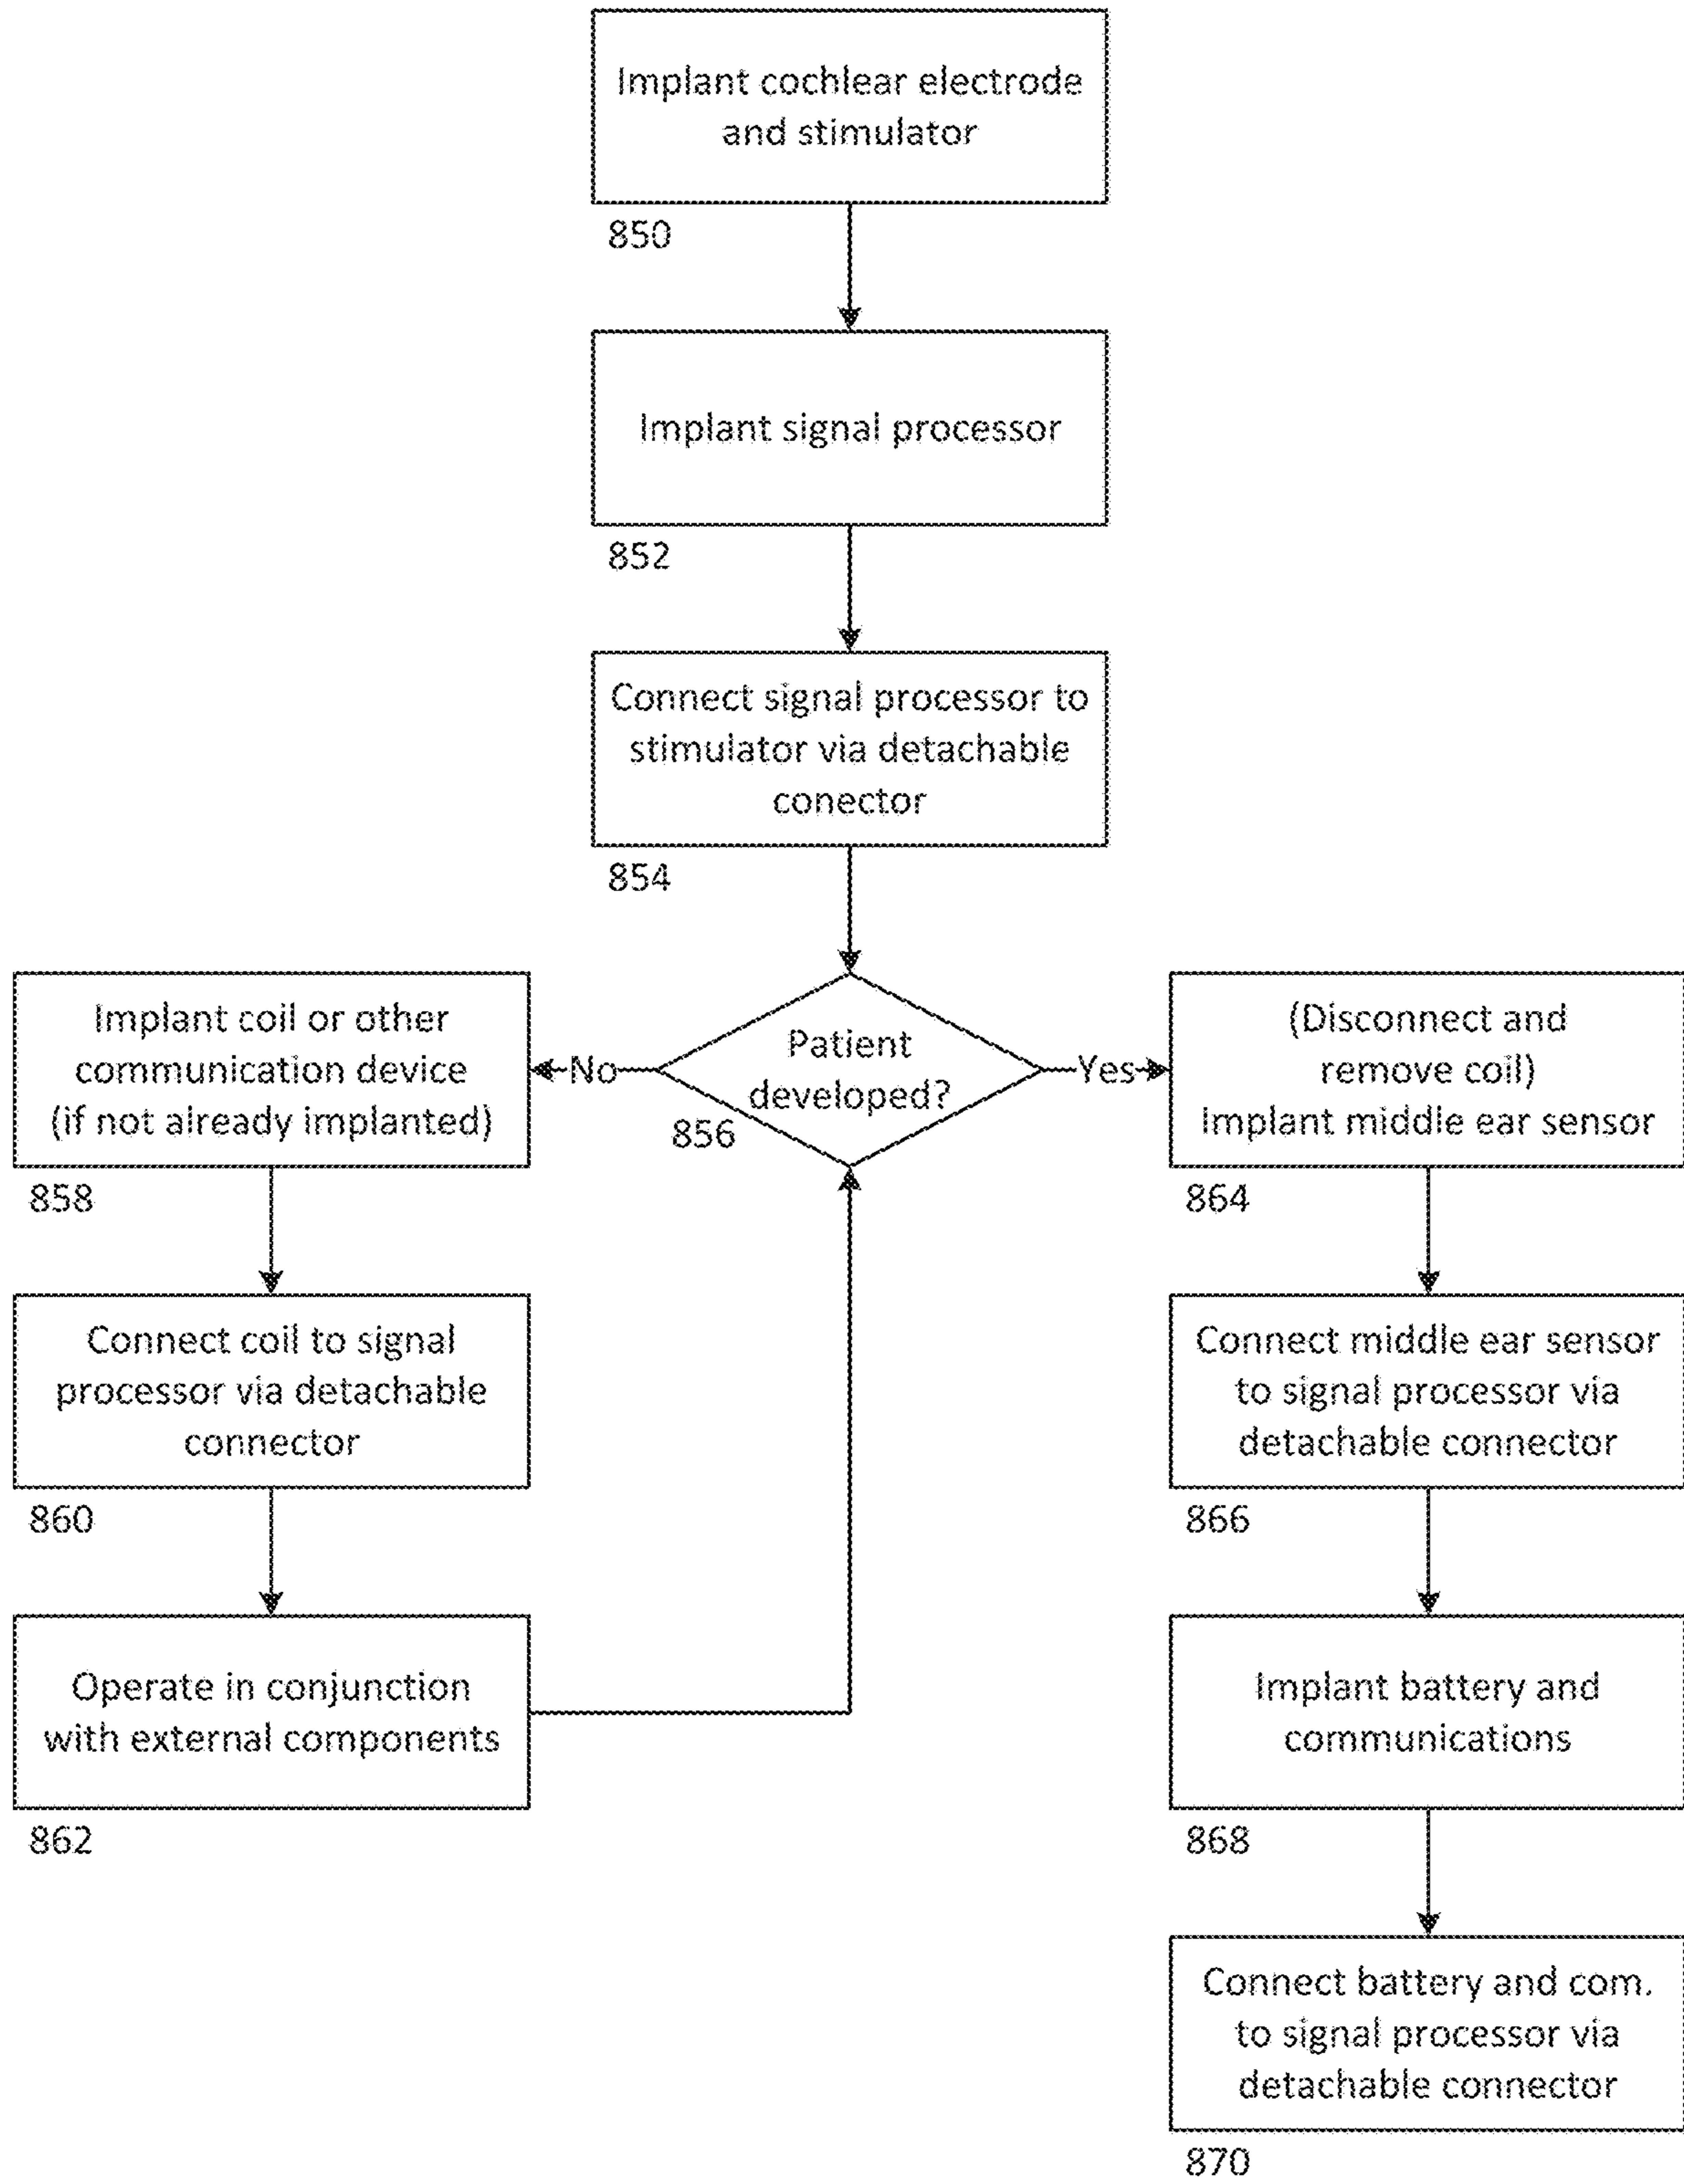 Implant cochlear electrode
and stimulator
850
Implant signal processor
852
Connect signal processor to
stimulator via detachable
conector
854
Patient
developed?
856
No
Yes
Implant coil or other
communication device
(if not already implanted)
858
Connect coil to signal
processor via detachable
connector
860
Operate in conjunction
with external components
862
(Disconnect and
remove coil)
Implant middle ear sensor
864
Connect middle ear sensor
to signal processor via
detachable connector
866
Implant battery and
communications
868
Connect battery and com.
to signal processor via
detachable connector
870